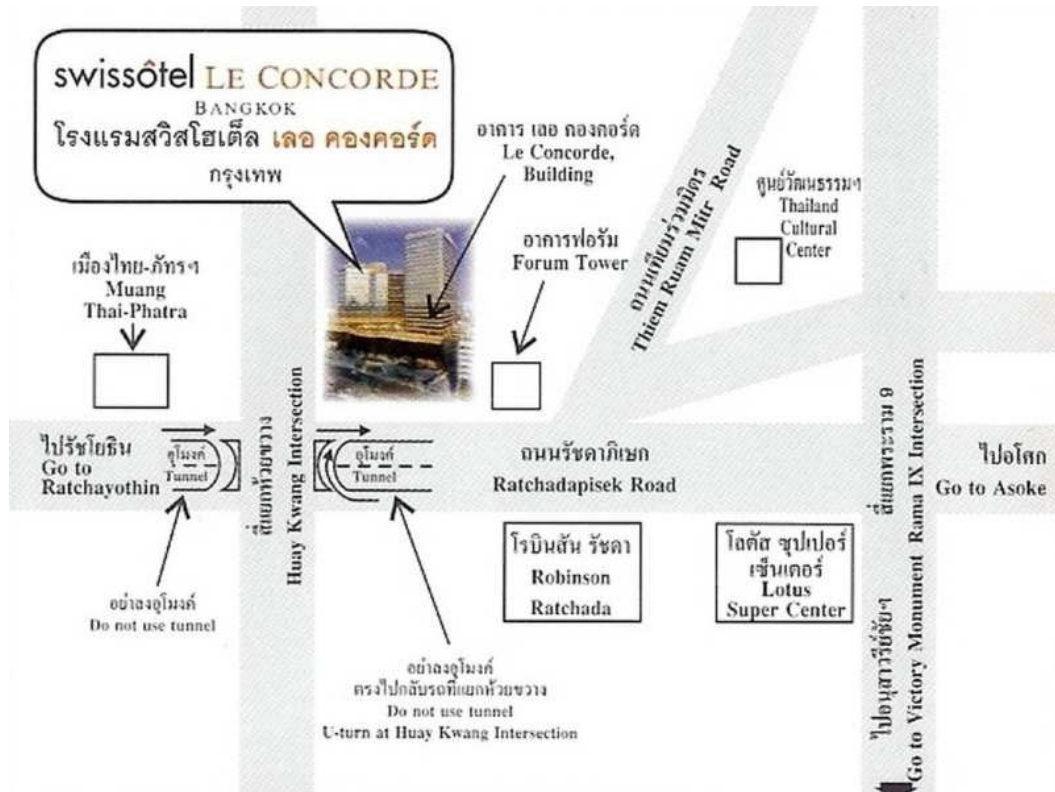 swissôtel LE CONCORDE
BANGKOK
โรงแรมสวิสโฮเต็ล เลอ คองคอร์ด
กรุงเทพ
อาคาร เลอ คองคอร์ด
Le Concorde,
Building
อาคารฟอรัม
Forum Tower
เมืองไทย-ภัทรฯ
Muang
Thai-Phatra
ถนนเทียมร่วมมิตร
Thiem Ruam Mitr Road
ศูนย์วัฒนธรรมฯ
Thailand
Cultural
Center
ไปรัชโยธิน
Go to
Ratchayothin
อุโมงค์
Tunnel
สี่แยกห้วยขวาง
Huay Kwang Intersection
อุโมงค์
Tunnel
ถนนรัชดาภิเษก
Ratchadapisek Road
สี่แยกพระราม 9
ไปอนุสาวรีย์ชัยฯ
Go to Victory Monument Rama IX Intersection
ไปอโศก
Go to Asoke
โรบินสัน รัชดา
Robinson
Ratchada
โลตัส ซุปเปอร์
เซ็นเตอร์
Lotus
Super Center
อย่าลงอุโมงค์
Do not use tunnel
อย่าลงอุโมงค์
ตรงไปกลับรถที่แยกห้วยขวาง
Do not use tunnel
U-turn at Huay Kwang Intersection